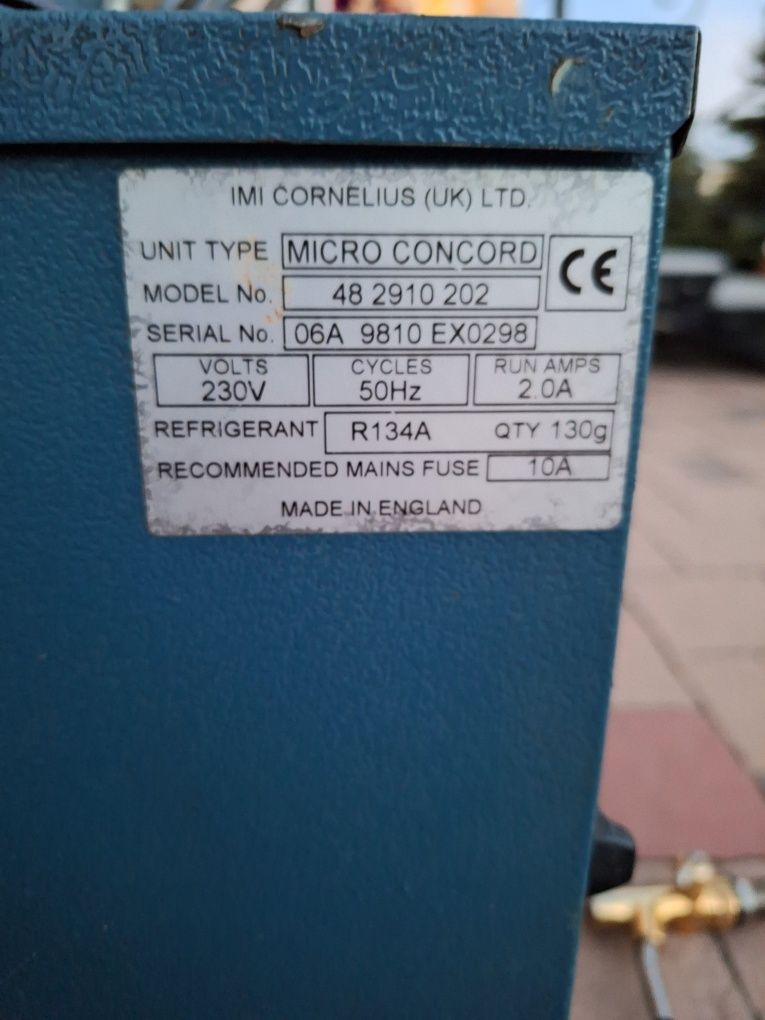 IMI CORNELIUS (UK) LTD.
UNIT TYPE MICRO CONCORD CE
MODEL No. 48 2910 202
SERIAL No. 06A 9810 EX0298
VOLTS CYCLES RUN AMPS
230V 50Hz 2.0A
REFRIGERANT R134A QTY 130g
RECOMMENDED MAINS FUSE 10A
MADE IN ENGLAND